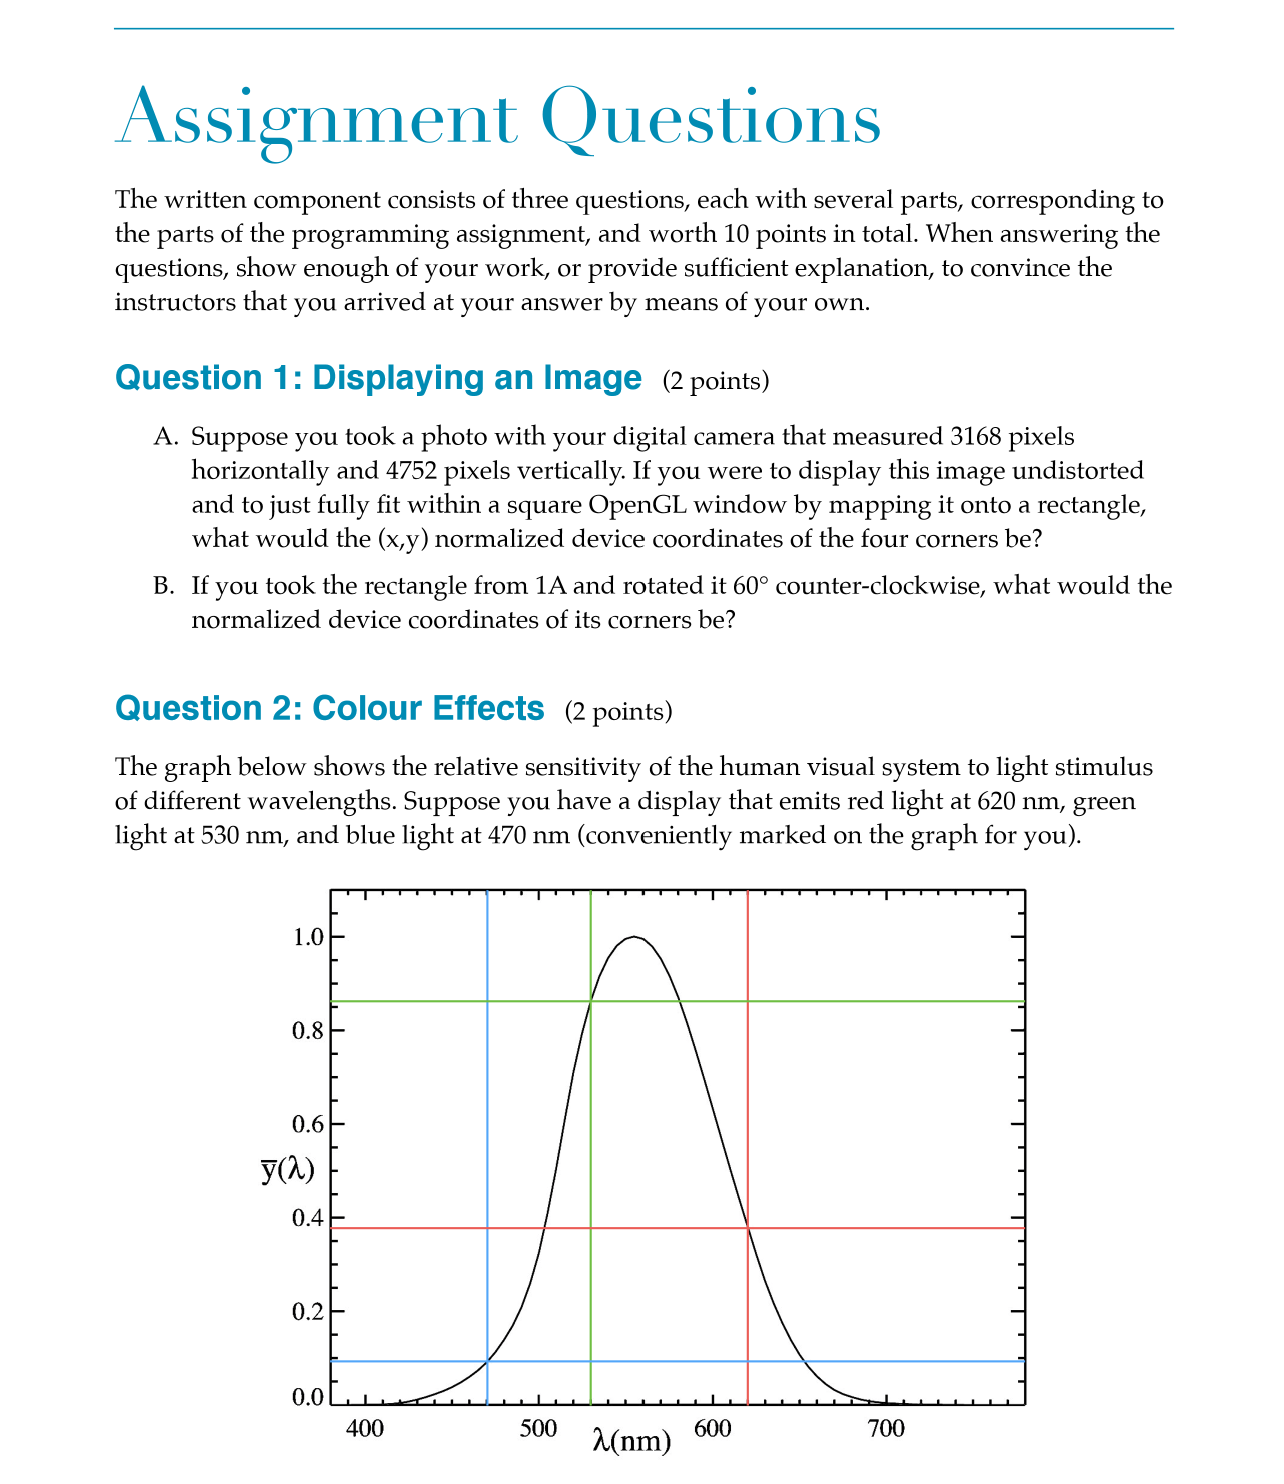 Assignment Questions
The written component consists of three questions, each with several parts, corresponding to
the parts of the programming assignment, and worth 10 points in total. When answering the
questions, show enough of your work, or provide sufficient explanation, to convince the
instructors that you arrived at your answer by means of your own.
Question 1: Displaying an Image (2 points)
A. Suppose you took a photo with your digital camera that measured 3168 pixels
horizontally and 4752 pixels vertically. If you were to display this image undistorted
and to just fully fit within a square OpenGL window by mapping it onto a rectangle,
what would the (x,y) normalized device coordinates of the four corners be?
B. If you took the rectangle from 1A and rotated it 60° counter-clockwise, what would the
normalized device coordinates of its corners be?
Question 2: Colour Effects (2 points)
The graph below shows the relative sensitivity of the human visual system to light stimulus
of different wavelengths. Suppose you have a display that emits red light at 620 nm, green
light at 530 nm, and blue light at 470 nm (conveniently marked on the graph for you).
1.0
0.8
0.6
y̅(λ)
0.4
0.2
0.0
400 500 600 700
λ(nm)